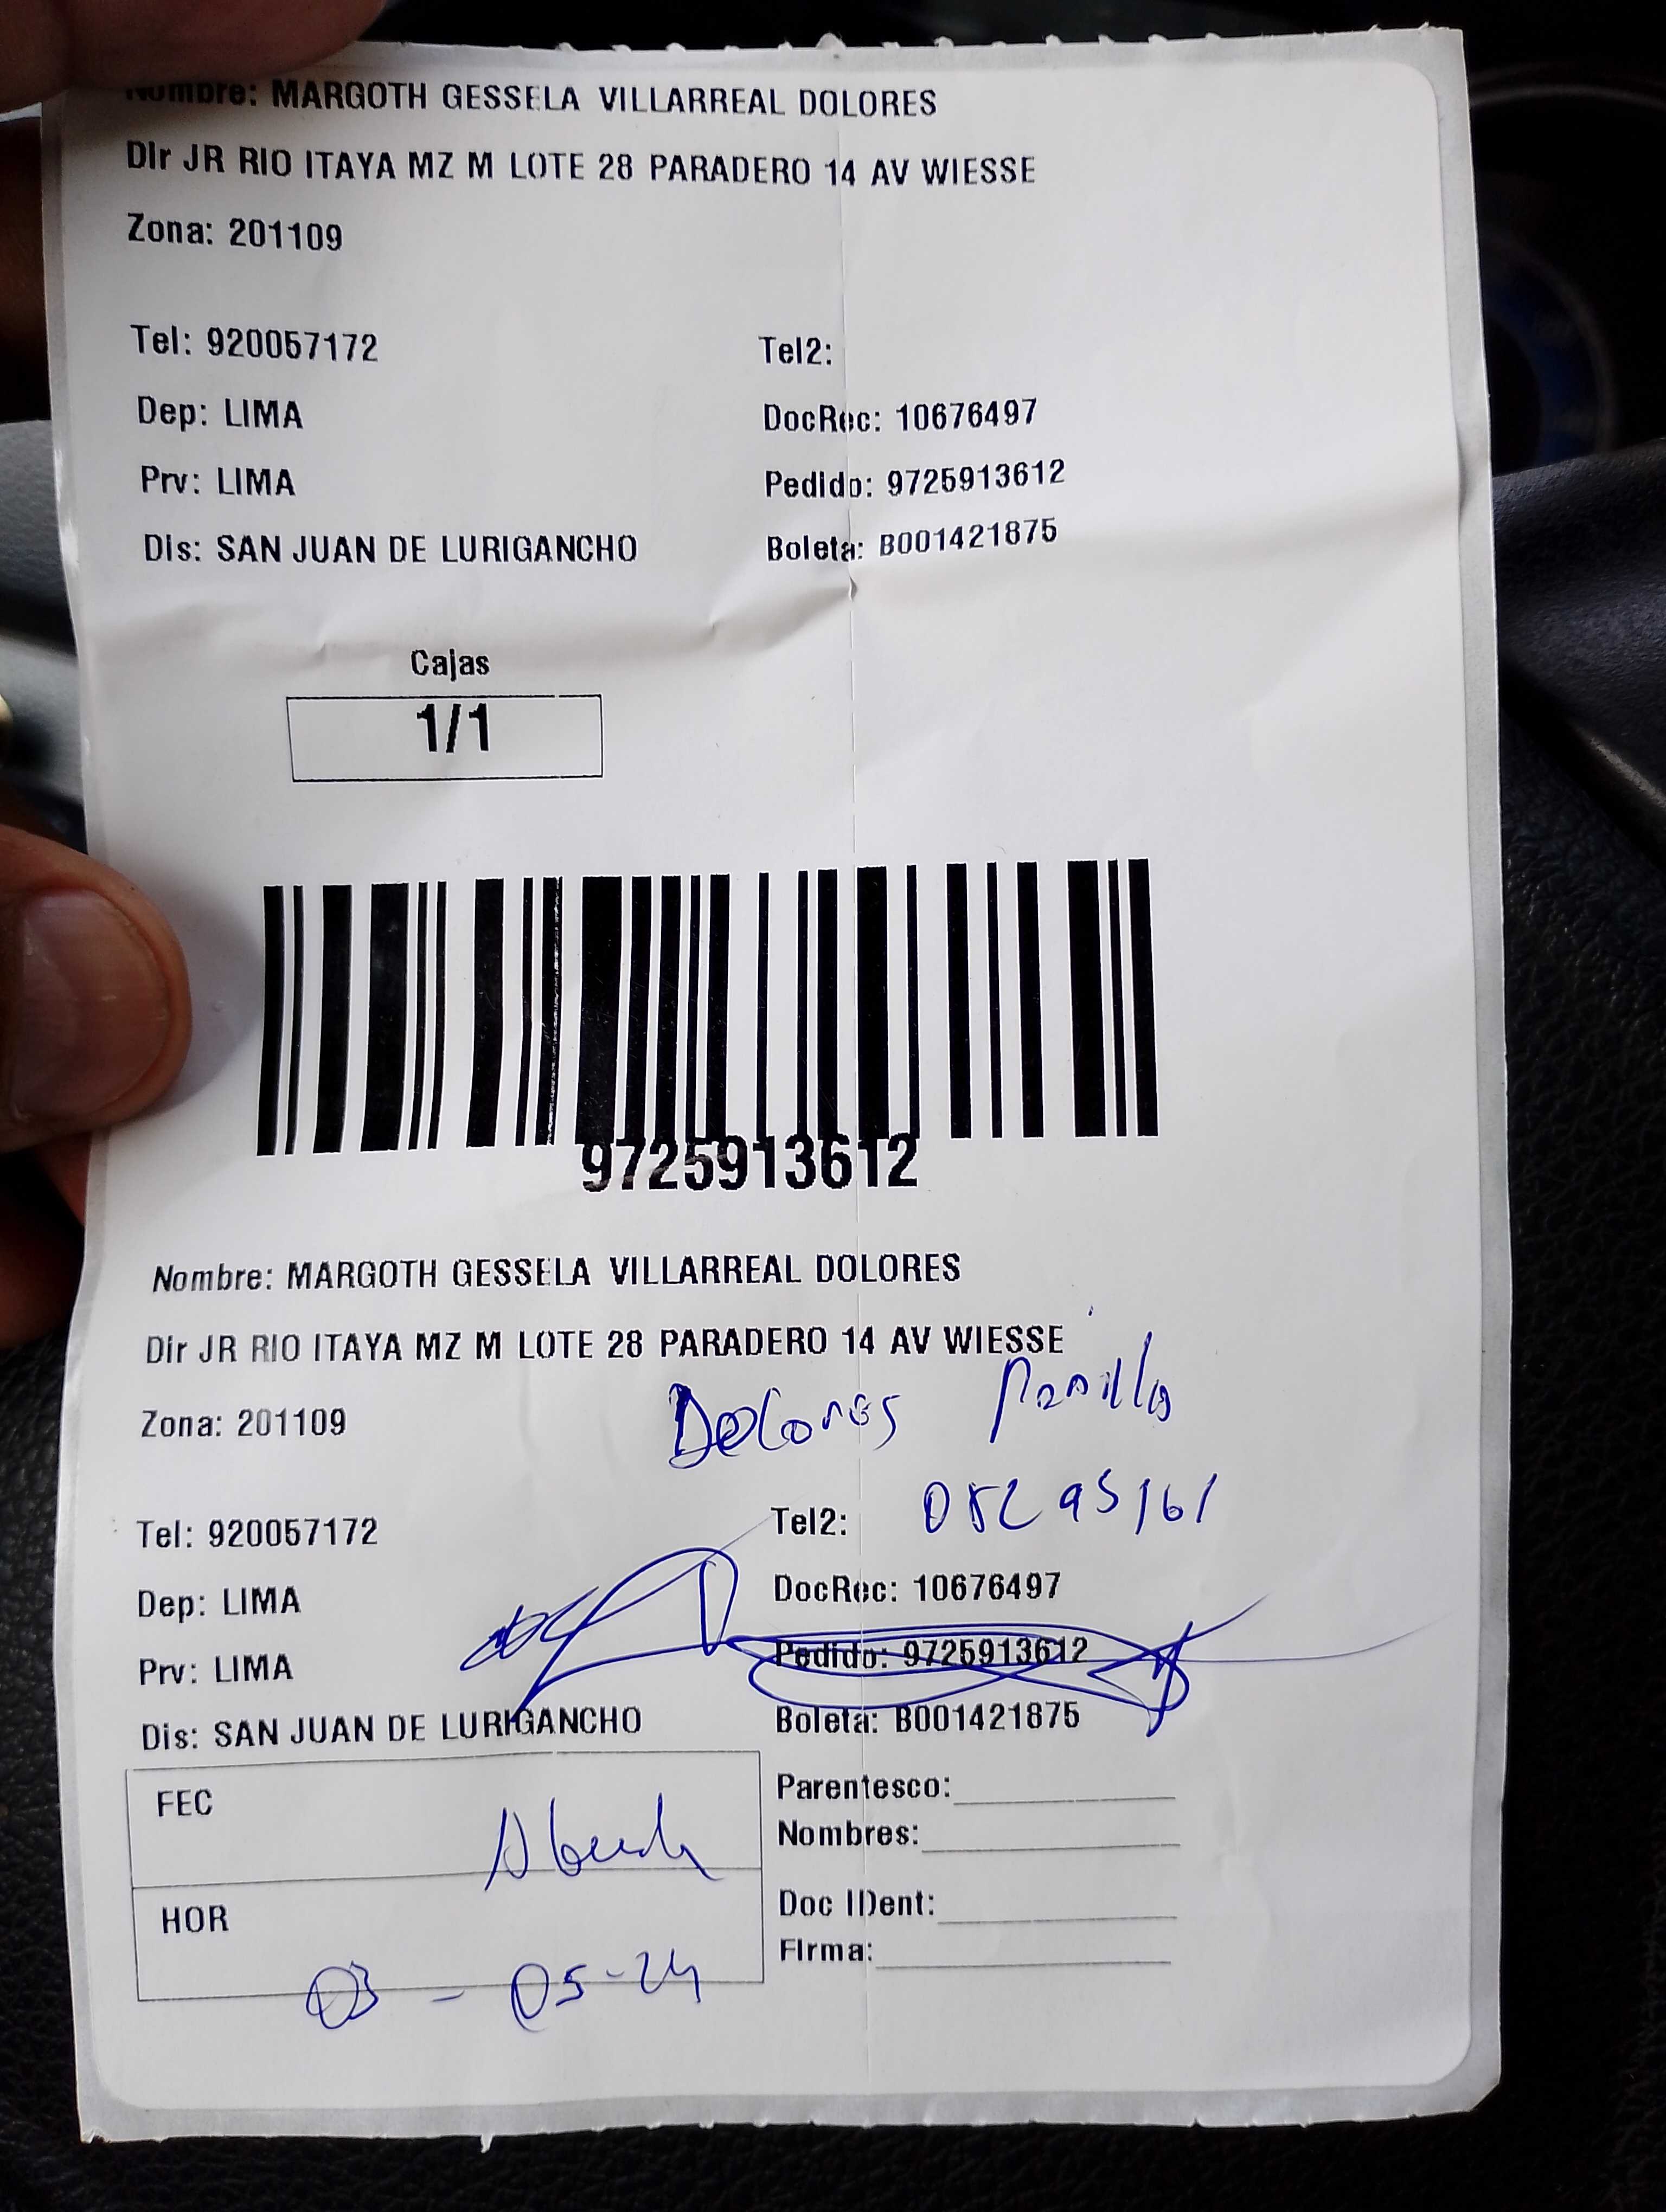 Nombre: MARGOTH GESSELA VILLARREAL DOLORES
Dir JR RIO ITAYA MZ M LOTE 28 PARADERO 14 AV WIESSE
Zona: 201109
Tel: 920057172 Tel2:
Dep: LIMA DocRec: 10676497
Prv: LIMA Pedido: 9725913612
Dis: SAN JUAN DE LURIGANCHO Boleta: B001421875
Cajas
1/1
9725913612
Nombre: MARGOTH GESSELA VILLARREAL DOLORES
Dir JR RIO ITAYA MZ M LOTE 28 PARADERO 14 AV WIESSE
Dolores
Zona: 201109
Tel: 920057172 Tel2:
Dep: LIMA DocRec: 10676497
Prv: LIMA Pedido: 9725913612
Dis: SAN JUAN DE LURIGANCHO Boleta: B001421875
FEC
Parentesco:
Nombres:
HOR
Doc IDent:
Firma:
03 - 05-24